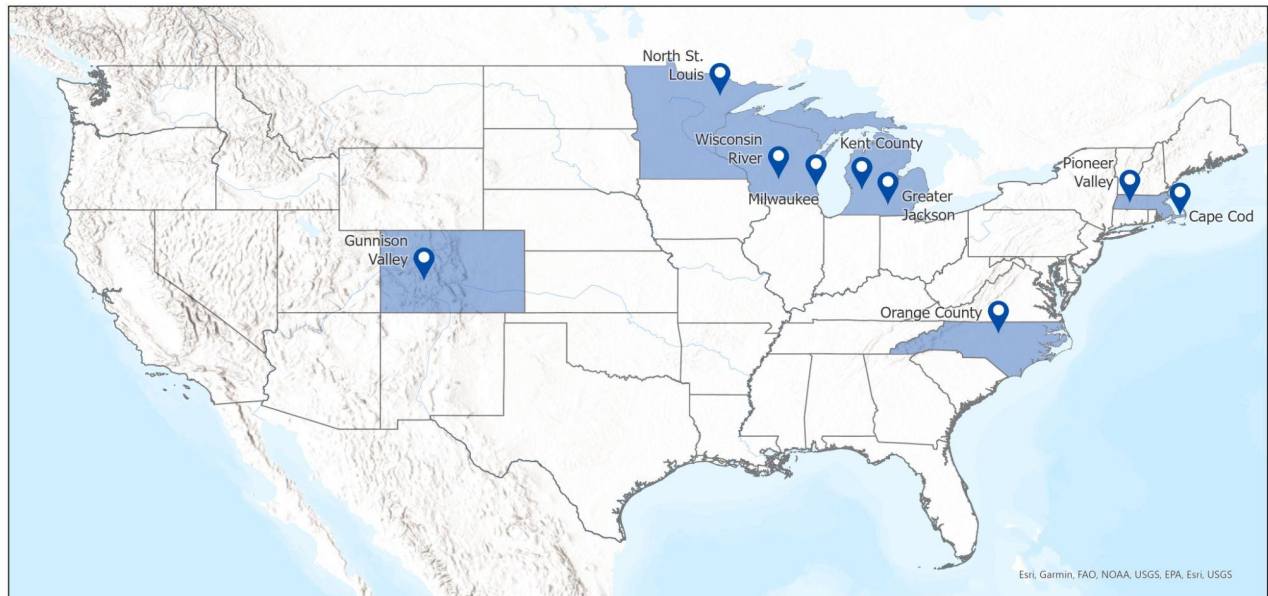 North St.
Louis
Wisconsin
River
Kent County
Milwaukee
Greater
Jackson
Pioneer
Valley
Cape Cod
Gunnison
Valley
Orange County
Esri, Garmin, FAO, NOAA, USGS, EPA, Esri, USGS